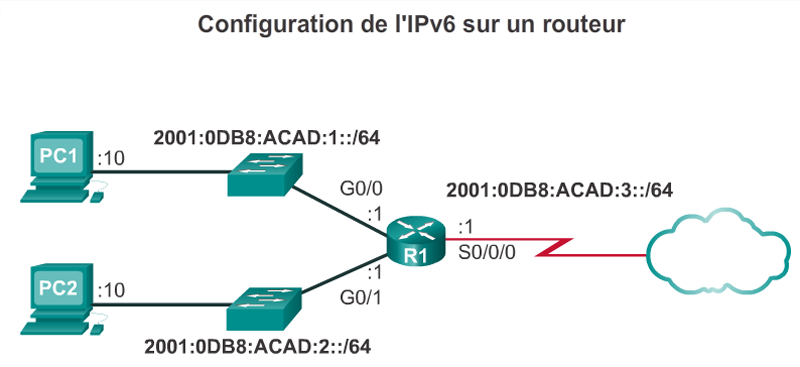 Configuration de l'IPv6 sur un routeur
2001:0DB8:ACAD:1::/64
PC1
:10
G0/0
:1
2001:0DB8:ACAD:3::/64
:1
R1
S0/0/0
:1
G0/1
PC2
:10
2001:0DB8:ACAD:2::/64